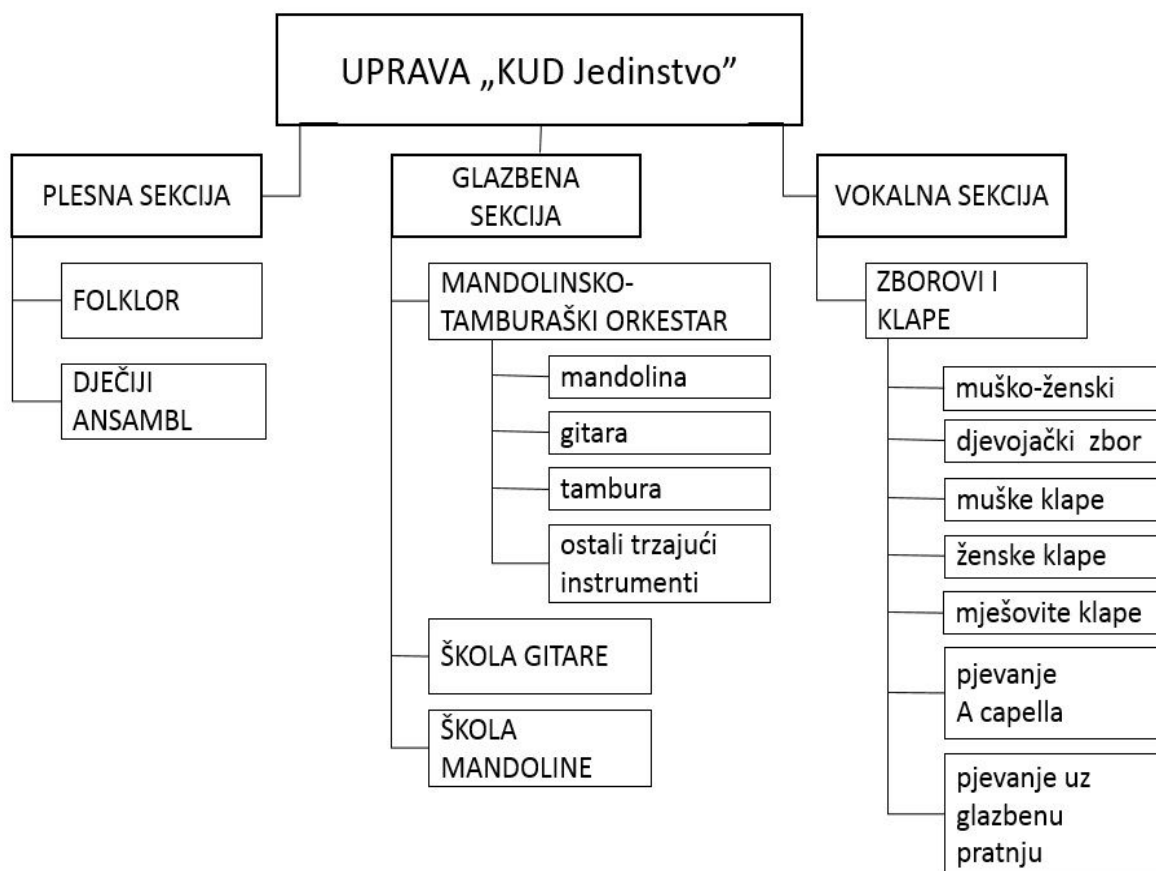 UPRAVA „KUD Jedinstvo”
PLESNA SEKCIJA
FOLKLOR
DJEČIJI
ANSAMBL
GLAZBENA
SEKCIJA
MANDOLINSKO-
TAMBURAŠKI ORKESTAR
mandolina
gitara
tambura
ostali trzajući
instrumenti
ŠKOLA GITARE
ŠKOLA
MANDOLINE
VOKALNA SEKCIJA
ZBOROVI I
KLAPE
muško-ženski
djevojački zbor
muške klape
ženske klape
mješovite klape
pjevanje
A capella
pjevanje uz
glazbenu
pratnju